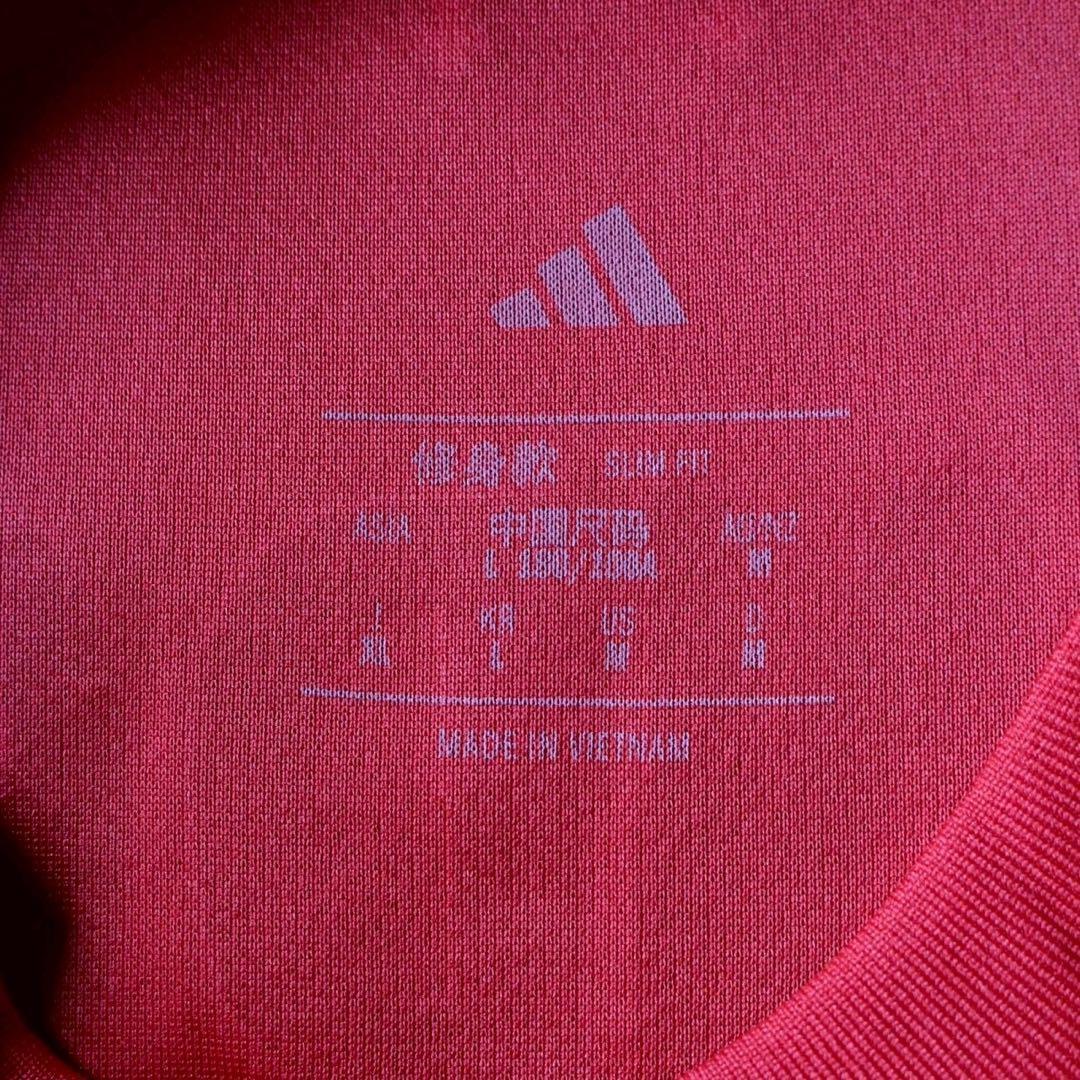 修身款 SLIM FIT
ASIA 中国尺码 AU/NZ
L 180/100A M
J KR US C
XL L M M
MADE IN VIETNAM